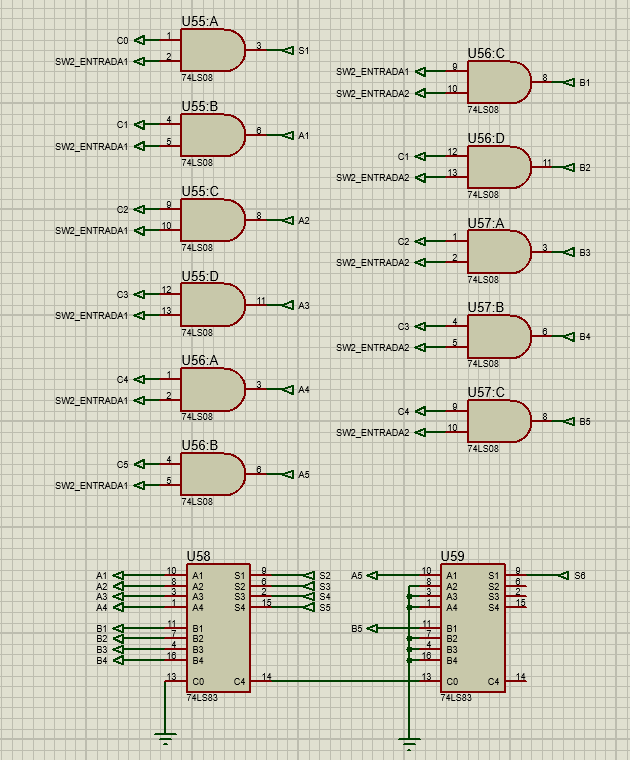 U55:A
C0 1 3 S1
SW2_ENTRADA1 2
74LS08
U55:B
C1 4 6 A1
SW2_ENTRADA1 5
74LS08
U55:C
C2 9 8 A2
SW2_ENTRADA1 10
74LS08
U55:D
C3 12 11 A3
SW2_ENTRADA1 13
74LS08
U56:A
C4 1 3 A4
SW2_ENTRADA1 2
74LS08
U56:B
C5 4 6 A5
SW2_ENTRADA1 5
74LS08
U56:C
SW2_ENTRADA1 9 8 B1
SW2_ENTRADA2 10
74LS08
U56:D
C1 12 11 B2
SW2_ENTRADA2 13
74LS08
U57:A
C2 1 3 B3
SW2_ENTRADA2 2
74LS08
U57:B
C3 4 6 B4
SW2_ENTRADA2 5
74LS08
U57:C
C4 9 8 B5
SW2_ENTRADA2 10
74LS08
U58
A1 10 A1 S1 9 S2
A2 8 A2 S2 6 S3
A3 3 A3 S3 2 S4
A4 1 A4 S4 15 S5
B1 11 B1
B2 7 B2
B3 4 B3
B4 16 B4
13 C0 C4 14
74LS83
U59
A5 10 A1 S1 9 S6
8 A2 S2 6
3 A3 S3 2
1 A4 S4 15
B5 11 B1
7 B2
4 B3
16 B4
13 C0 C4 14
74LS83